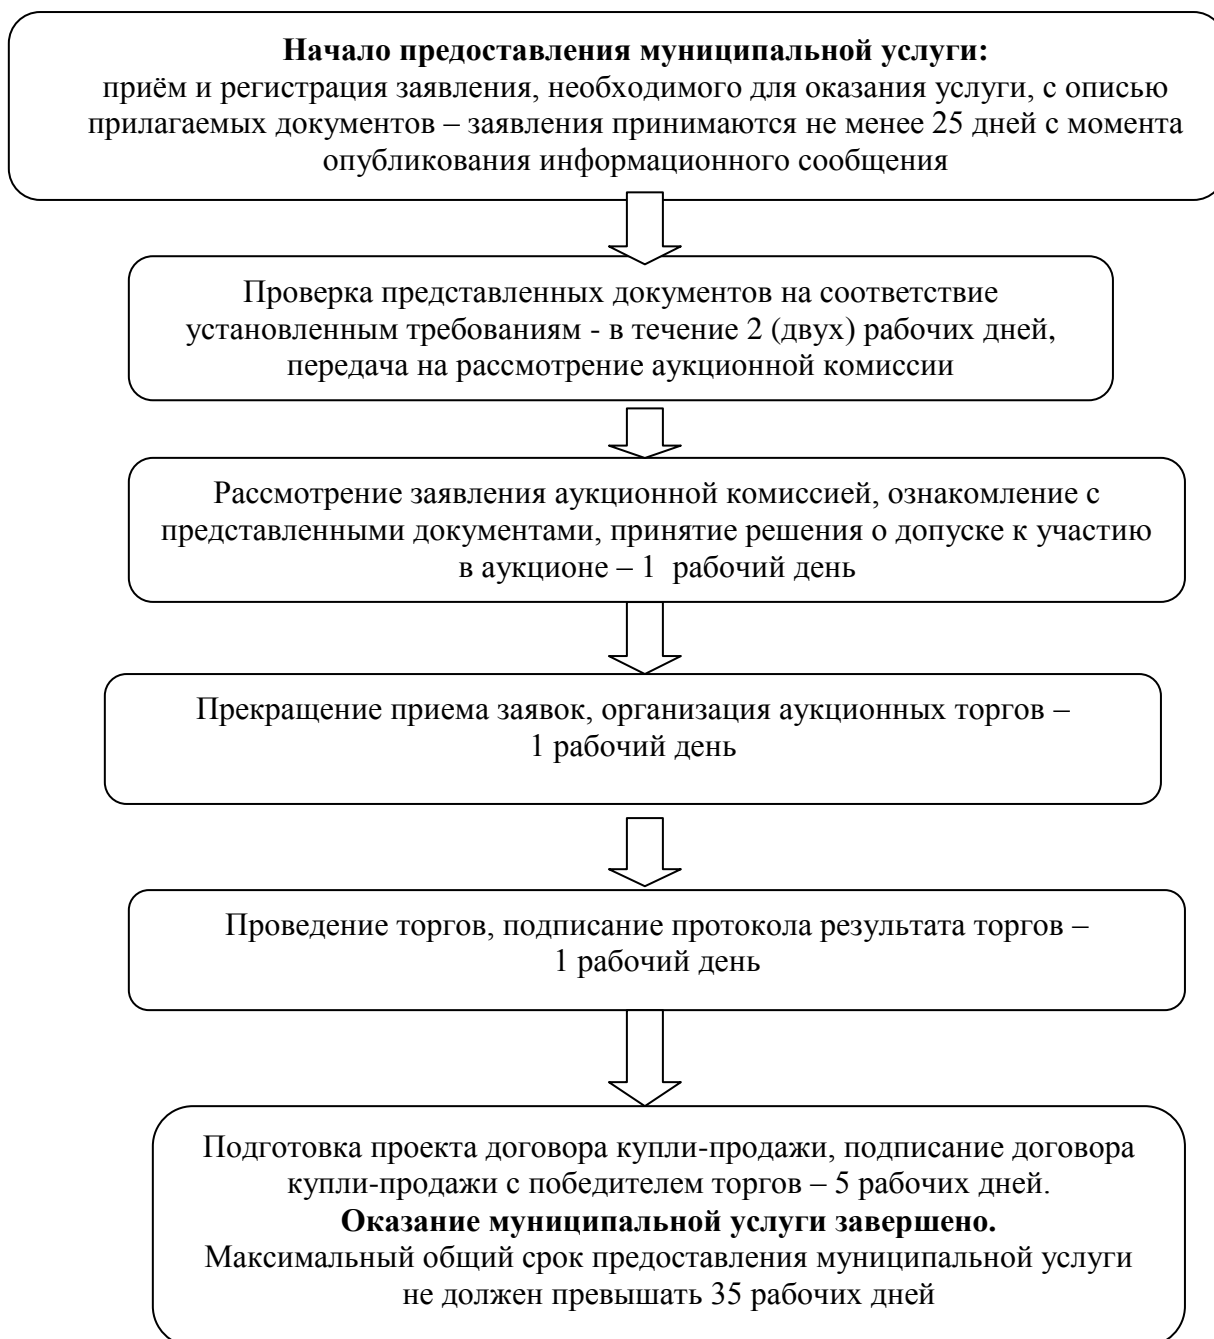 Начало предоставления муниципальной услуги:
приём и регистрация заявления, необходимого для оказания услуги, с описью
прилагаемых документов – заявления принимаются не менее 25 дней с момента
опубликования информационного сообщения
Проверка представленных документов на соответствие
установленным требованиям - в течение 2 (двух) рабочих дней,
передача на рассмотрение аукционной комиссии
Рассмотрение заявления аукционной комиссией, ознакомление с
представленными документами, принятие решения о допуске к участию
в аукционе – 1  рабочий день
Прекращение приема заявок, организация аукционных торгов –
1 рабочий день
Проведение торгов, подписание протокола результата торгов –
1 рабочий день
Подготовка проекта договора купли-продажи, подписание договора
купли-продажи с победителем торгов – 5 рабочих дней.
Оказание муниципальной услуги завершено.
Максимальный общий срок предоставления муниципальной услуги
не должен превышать 35 рабочих дней